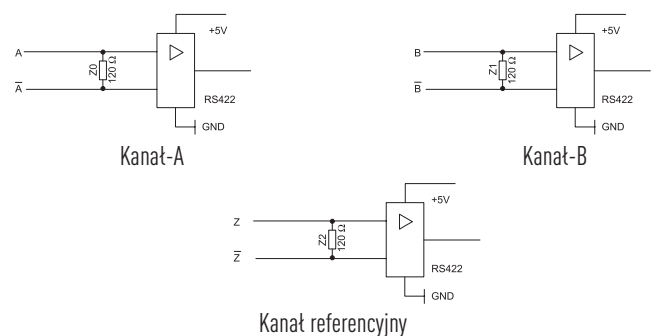 +5V
A
Z0
120 Ω
A̅
RS422
GND
Kanał-A
+5V
B
Z1
120 Ω
B̅
RS422
GND
Kanał-B
+5V
Z
Z2
120 Ω
Z̅
RS422
GND
Kanał referencyjny